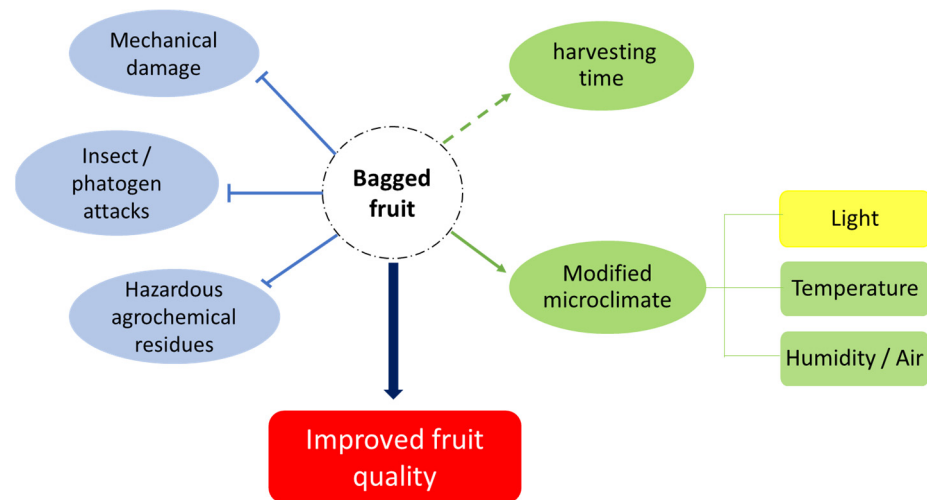 Mechanical
damage
harvesting
time
Insect /
phatogen
attacks
Bagged
fruit
Light
Hazardous
agrochemical
residues
Modified
microclimate
Temperature
Humidity / Air
Improved fruit
quality